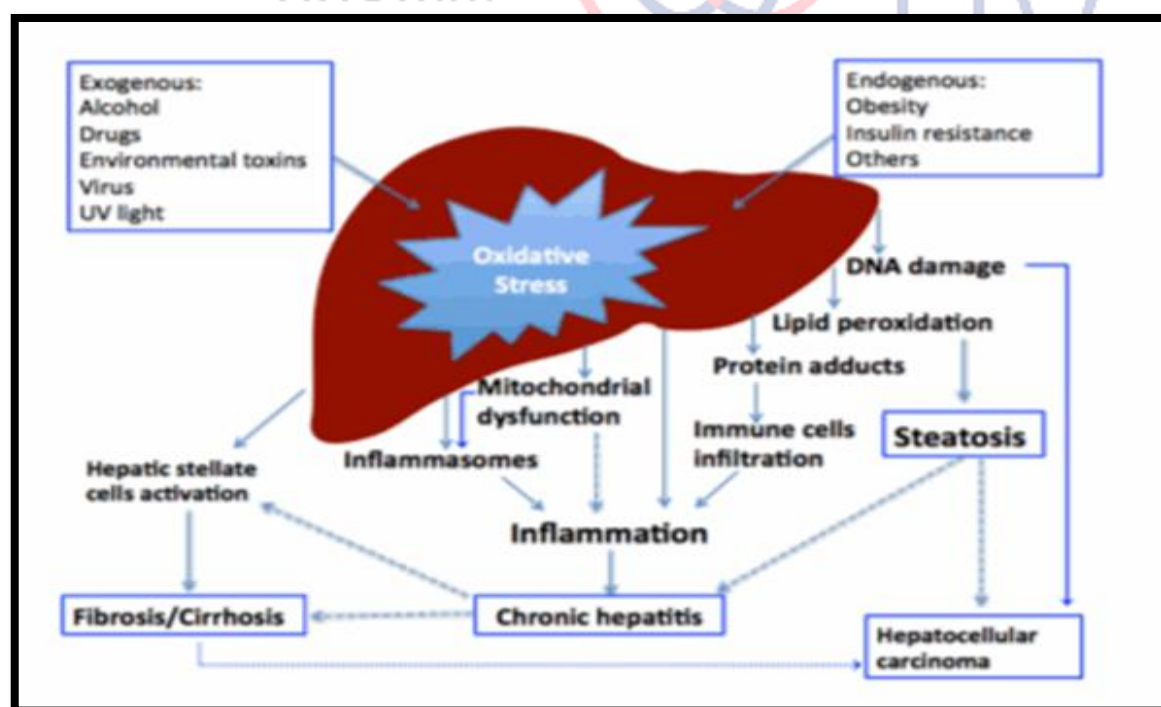 Exogenous:
Alcohol
Drugs
Environmental toxins
Virus
UV light
Endogenous:
Obesity
Insulin resistance
Others
Oxidative
Stress
DNA damage
Lipid peroxidation
Protein adducts
Mitochondrial
dysfunction
Immune cells
infiltration
Steatosis
Inflammasomes
Hepatic stellate
cells activation
Inflammation
Fibrosis/Cirrhosis
Chronic hepatitis
Hepatocellular
carcinoma